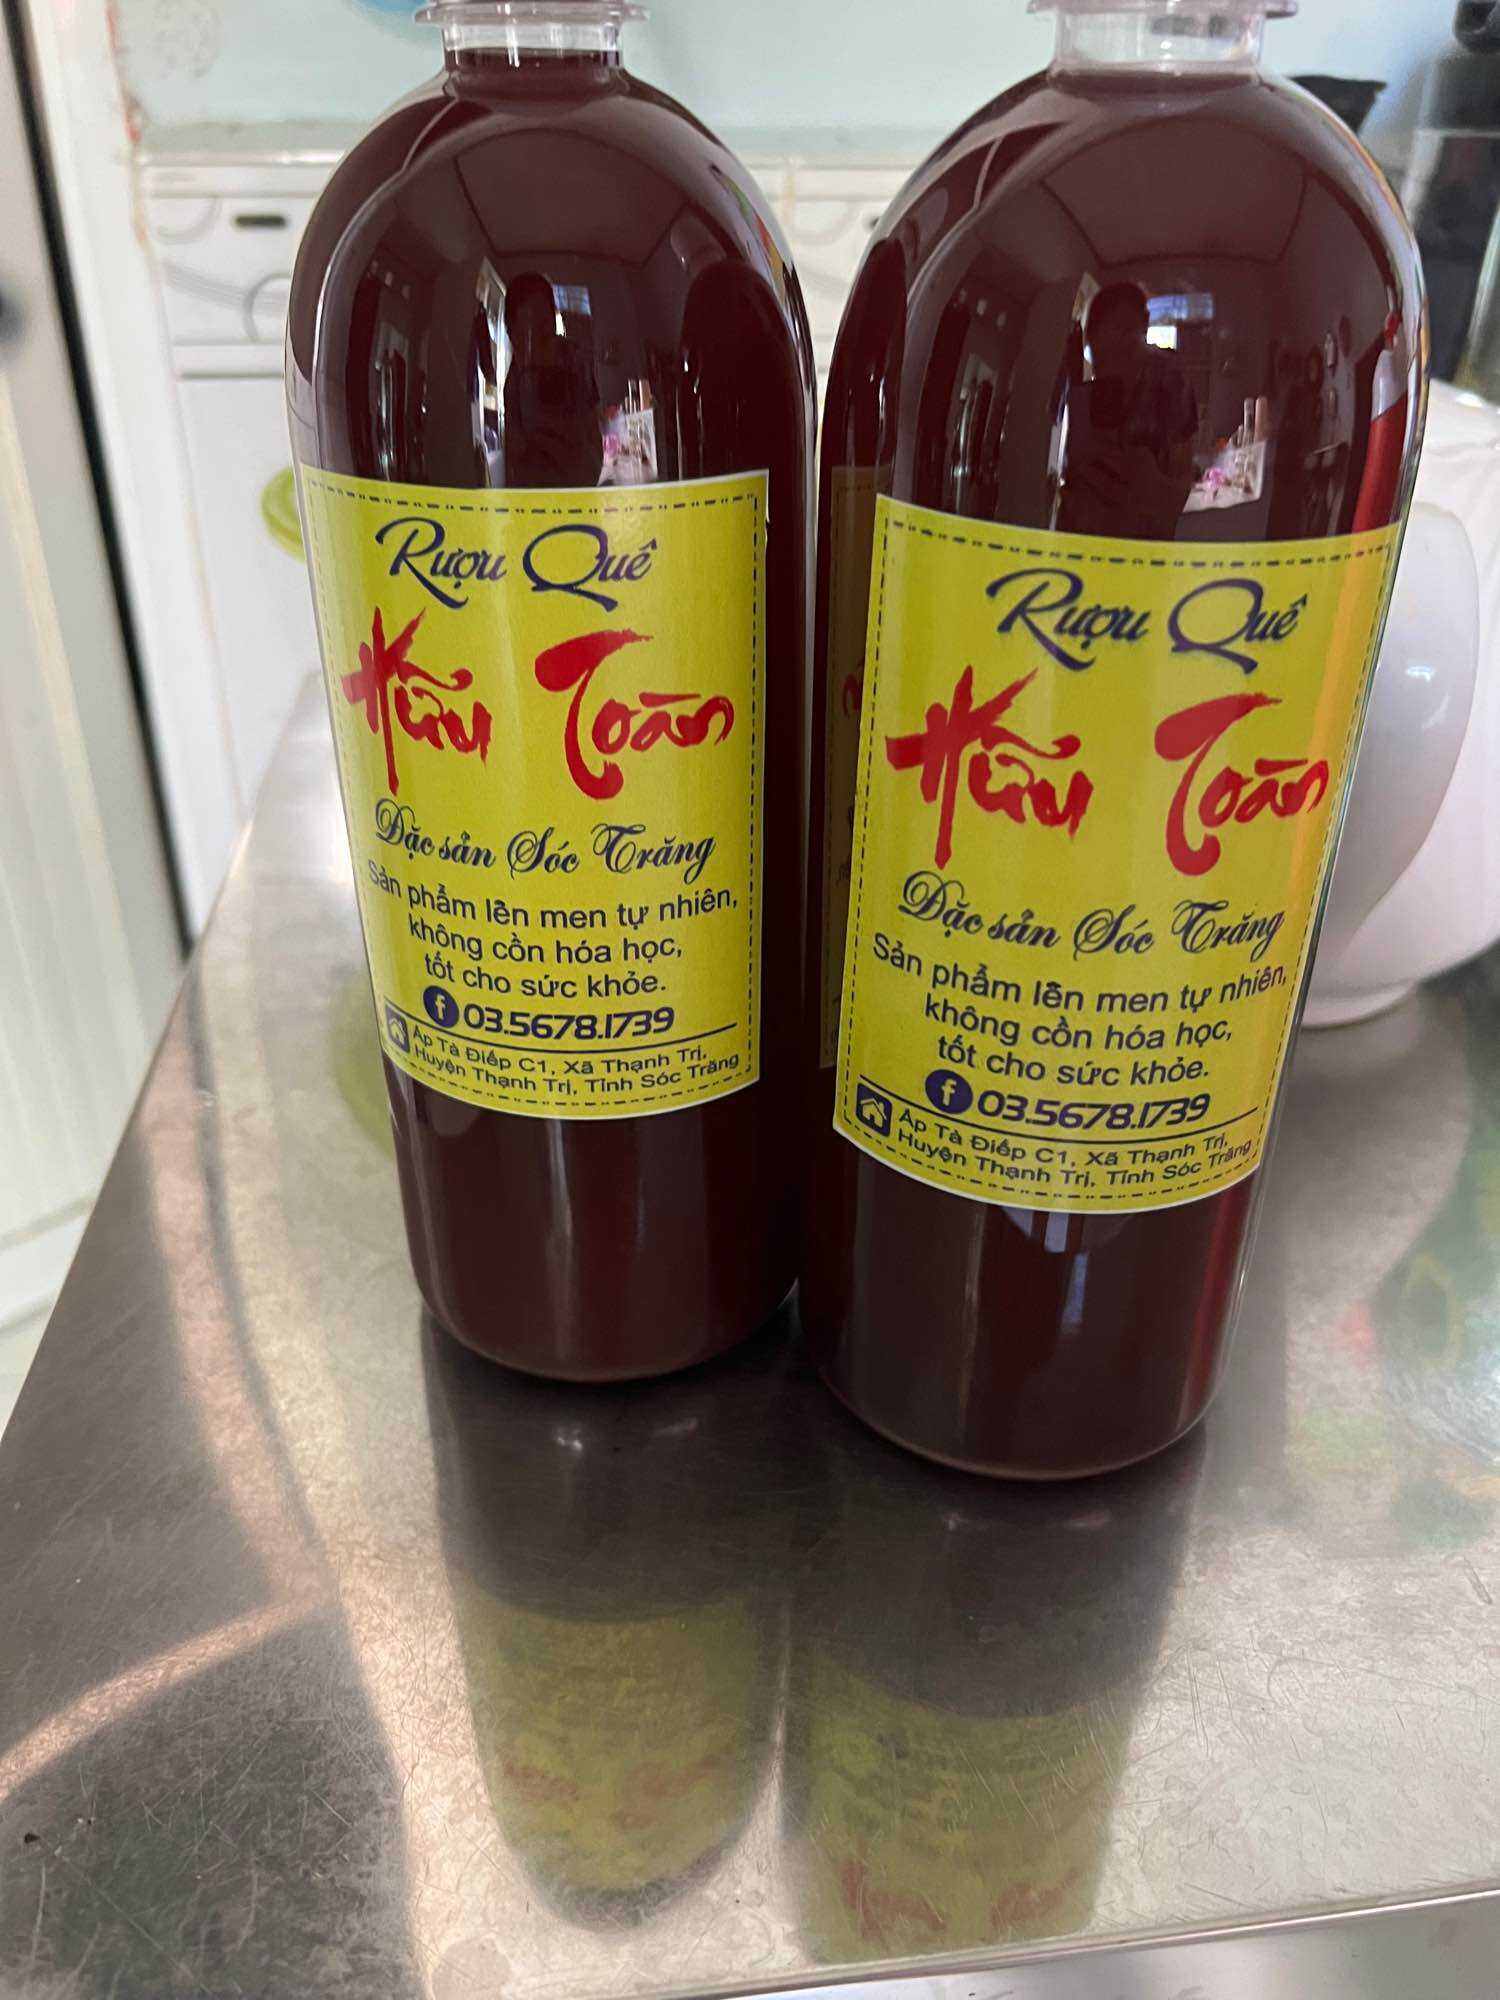 Rượu Quê
Hữu Toàn
Đặc sản Sóc Trăng
Sản phẩm lên men tự nhiên,
không cồn hóa học,
tốt cho sức khỏe.
f 03.5678.1739
Ấp Tà Điếp C1, Xã Thạnh Trị,
Huyện Thạnh Trị, Tỉnh Sóc Trăng
Rượu Quê
Hữu Toàn
Đặc sản Sóc Trăng
Sản phẩm lên men tự nhiên,
không cồn hóa học,
tốt cho sức khỏe.
f 03.5678.1739
Ấp Tà Điếp C1, Xã Thạnh Trị,
Huyện Thạnh Trị, Tỉnh Sóc Trăng